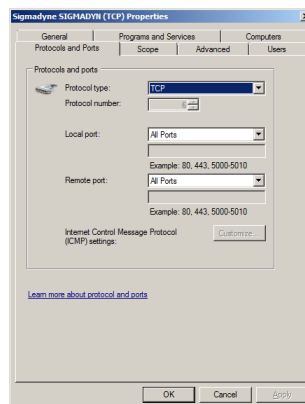 Sigmadyne SIGMADYN (TCP) Properties
General Programs and Services Computers
Protocols and Ports Scope Advanced Users
Protocols and ports
Protocol type: TCP
Protocol number: 6
Local port: All Ports
Example: 80, 443, 5000-5010
Remote port: All Ports
Example: 80, 443, 5000-5010
Internet Control Message Protocol
(ICMP) settings: Customize...
Learn more about protocol and ports
OK Cancel Apply